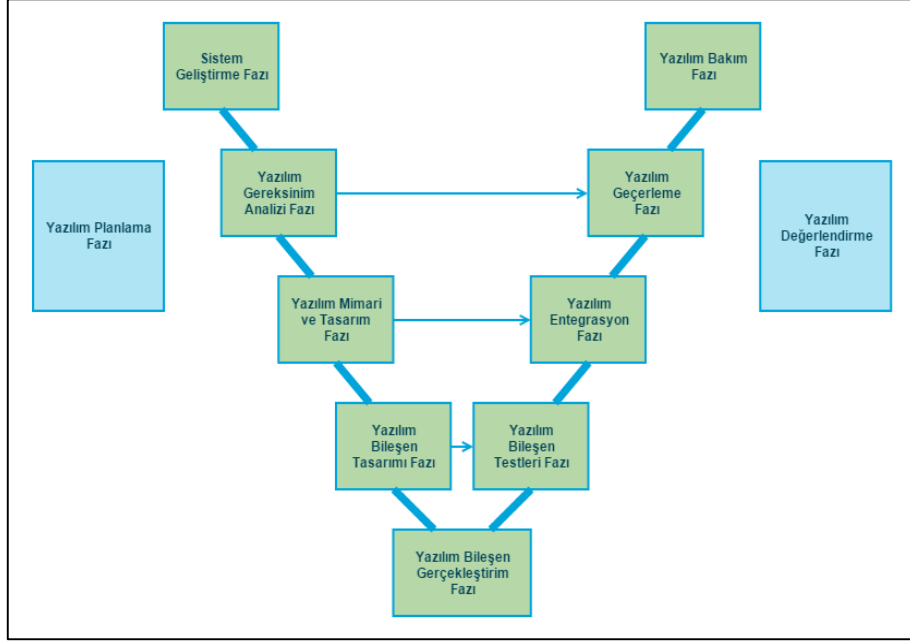 Sistem
Geliştirme Fazı
Yazılım Bakım
Fazı
Yazılım
Gereksinim
Analizi Fazı
Yazılım
Geçerleme
Fazı
Yazılım Planlama
Fazı
Yazılım
Değerlendirme
Fazı
Yazılım Mimari
ve Tasarım
Fazı
Yazılım
Entegrasyon
Fazı
Yazılım
Bileşen
Tasarımı Fazı
Yazılım
Bileşen
Testleri Fazı
Yazılım Bileşen
Gerçekleştirim
Fazı